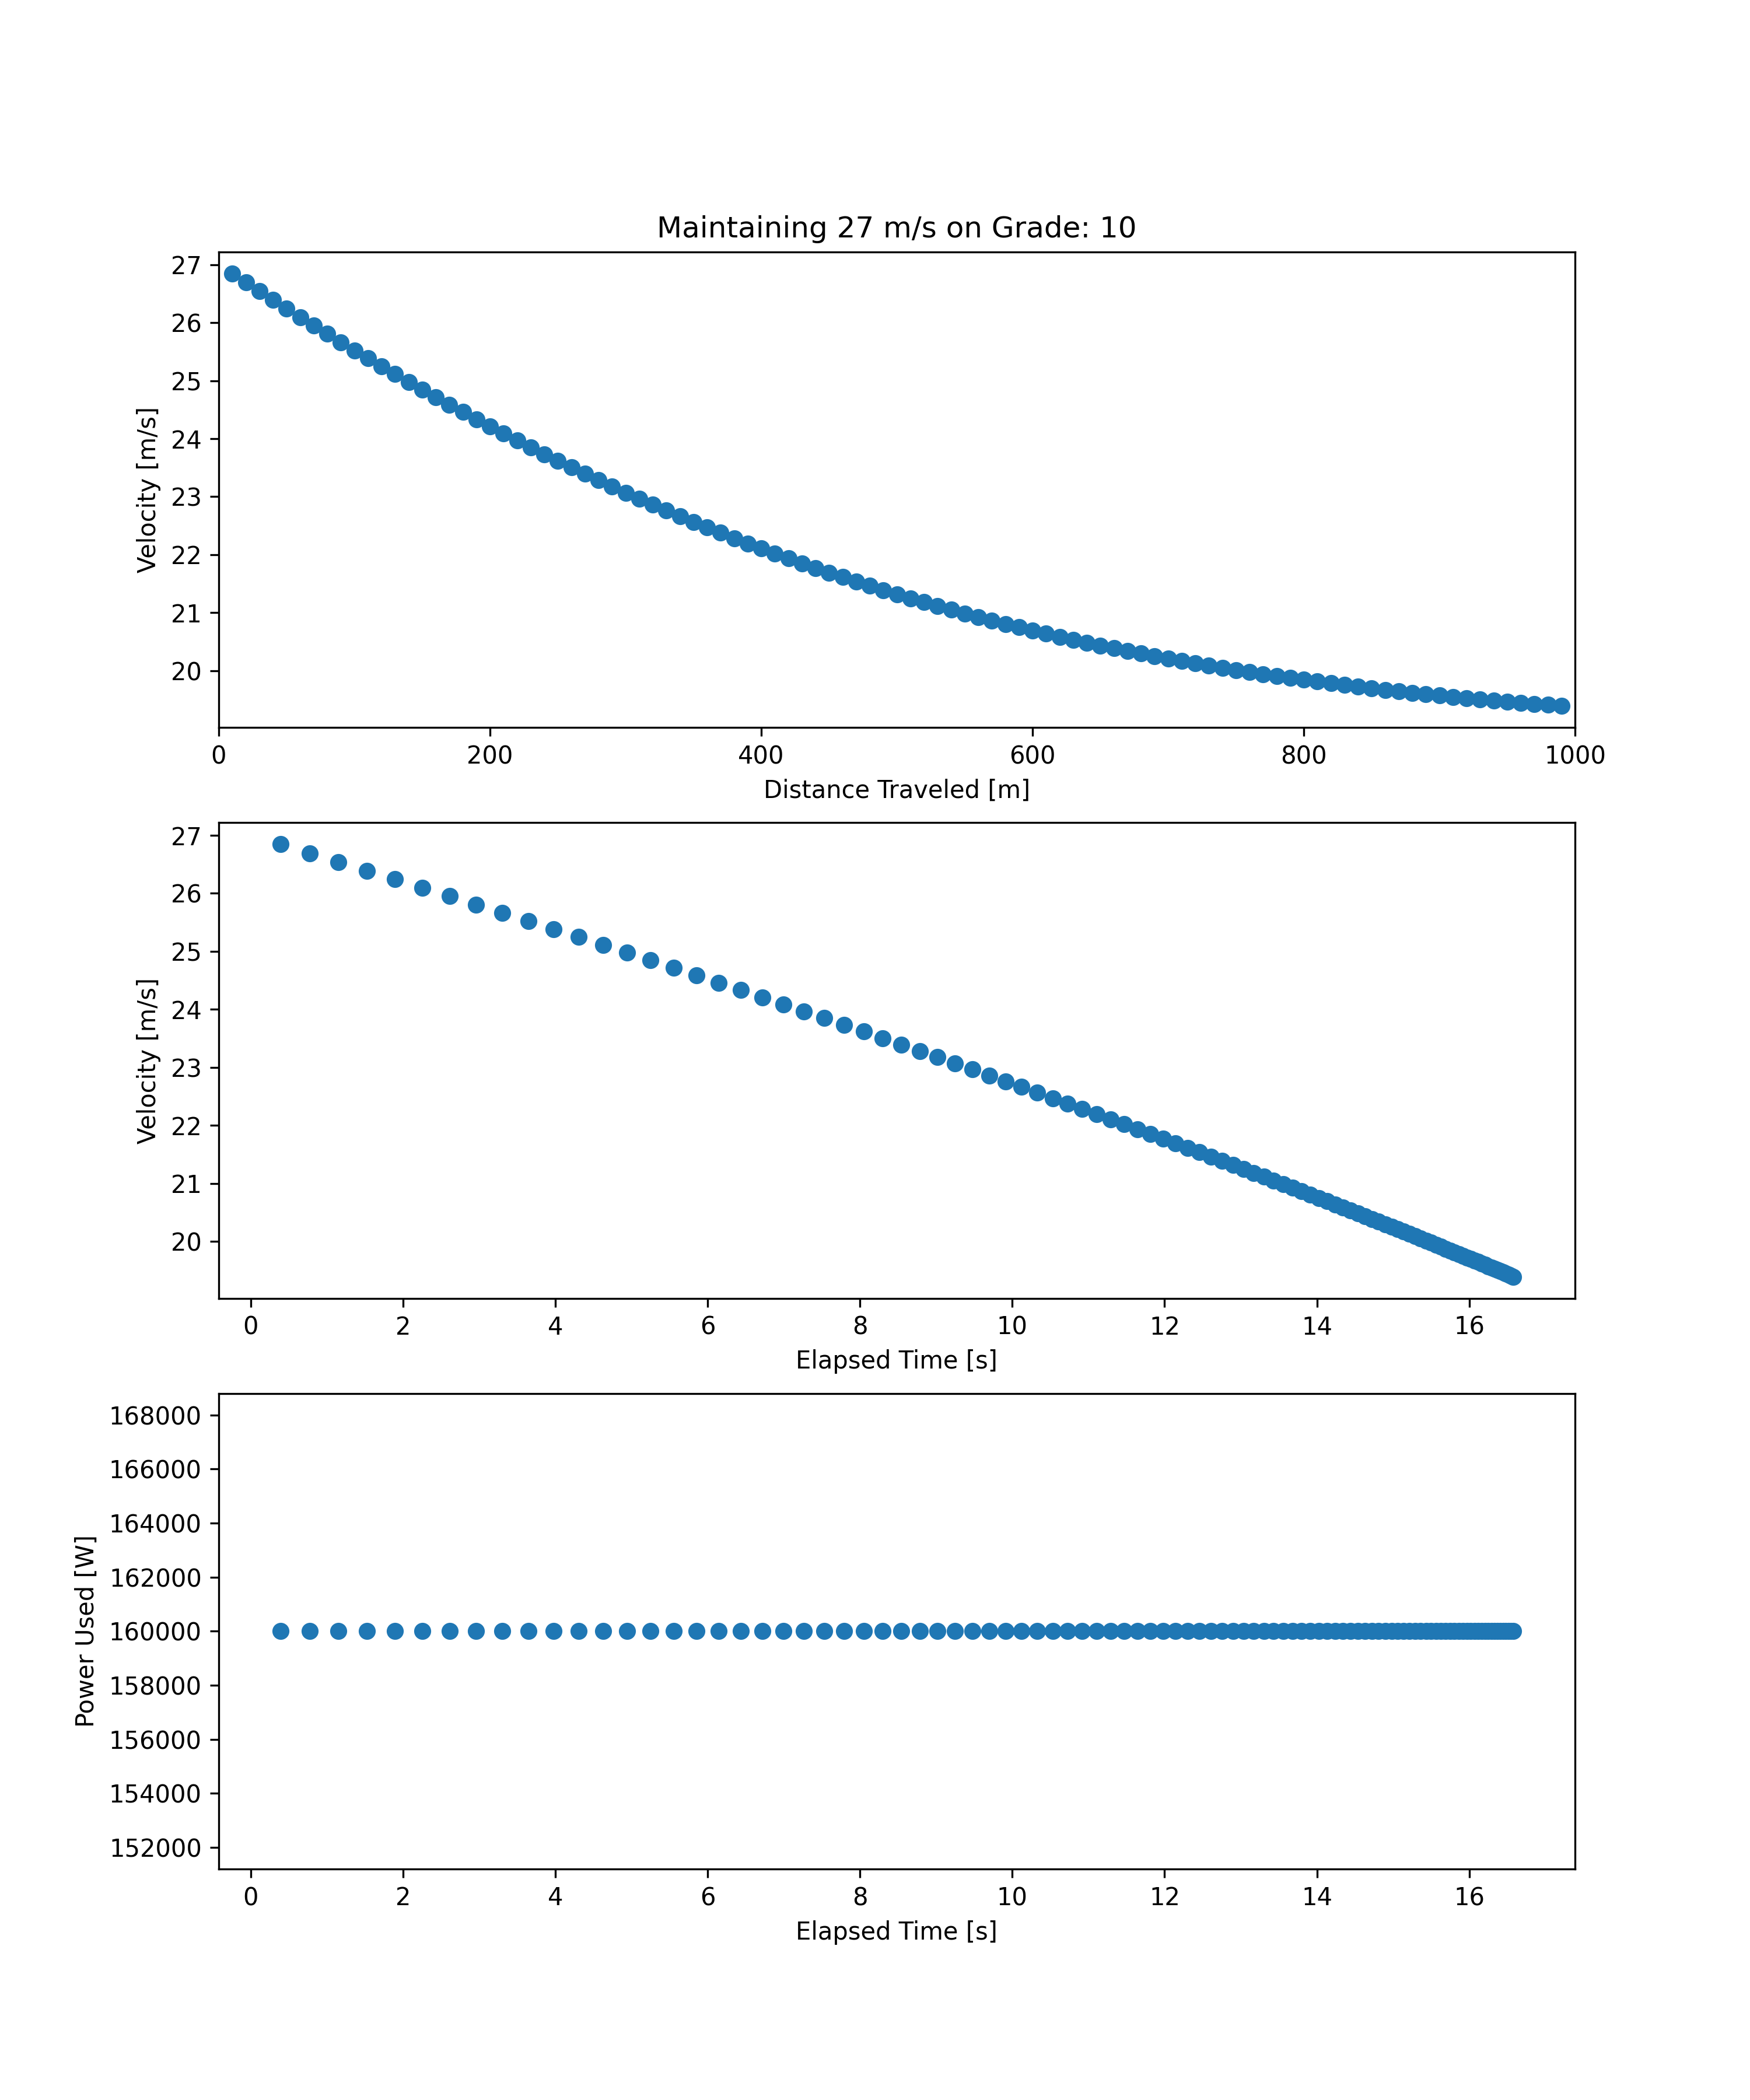 Maintaining 27 m/s on Grade: 10
27
26
25
24
23
22
21
20
Velocity [m/s]
0 200 400 600 800 1000
Distance Traveled [m]
27
26
25
24
23
22
21
20
Velocity [m/s]
0 2 4 6 8 10 12 14 16
Elapsed Time [s]
168000
166000
164000
162000
160000
158000
156000
154000
152000
Power Used [W]
0 2 4 6 8 10 12 14 16
Elapsed Time [s]